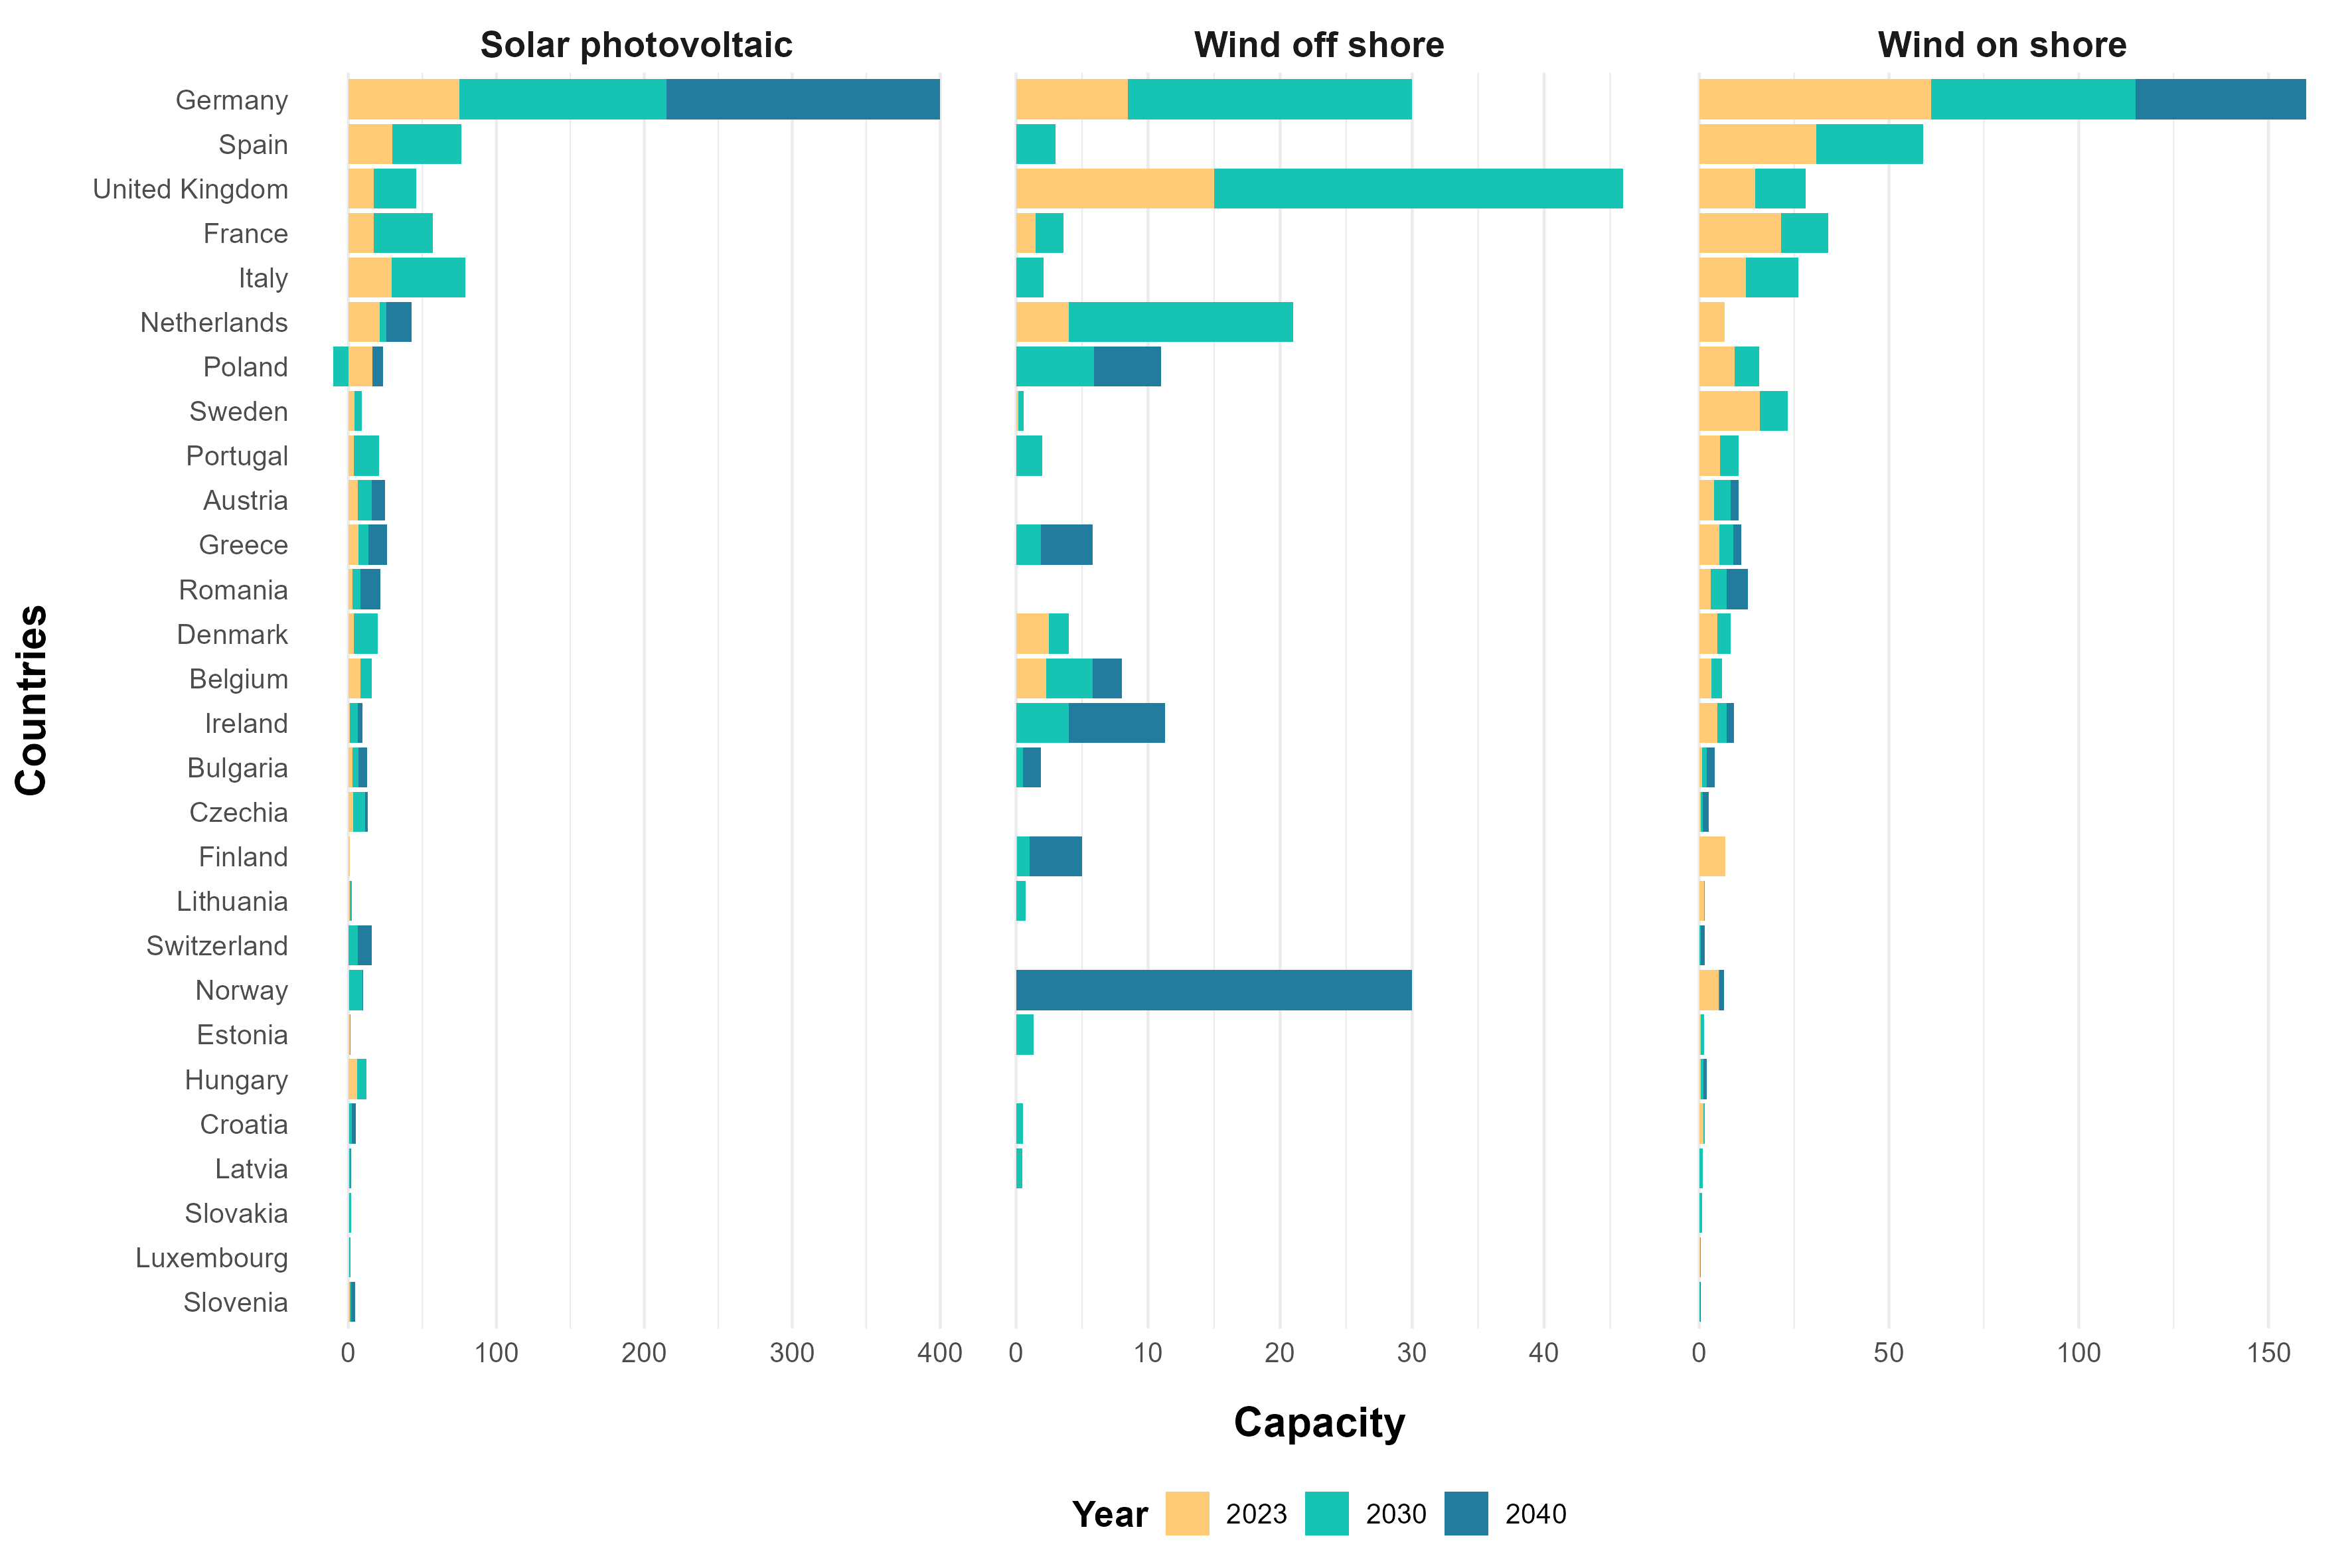 Solar photovoltaic
Wind off shore
Wind on shore
Countries
Germany
Spain
United Kingdom
France
Italy
Netherlands
Poland
Sweden
Portugal
Austria
Greece
Romania
Denmark
Belgium
Ireland
Bulgaria
Czechia
Finland
Lithuania
Switzerland
Norway
Estonia
Hungary
Croatia
Latvia
Slovakia
Luxembourg
Slovenia
0 100 200 300 400
0 10 20 30 40
0 50 100 150
Capacity
Year 2023 2030 2040